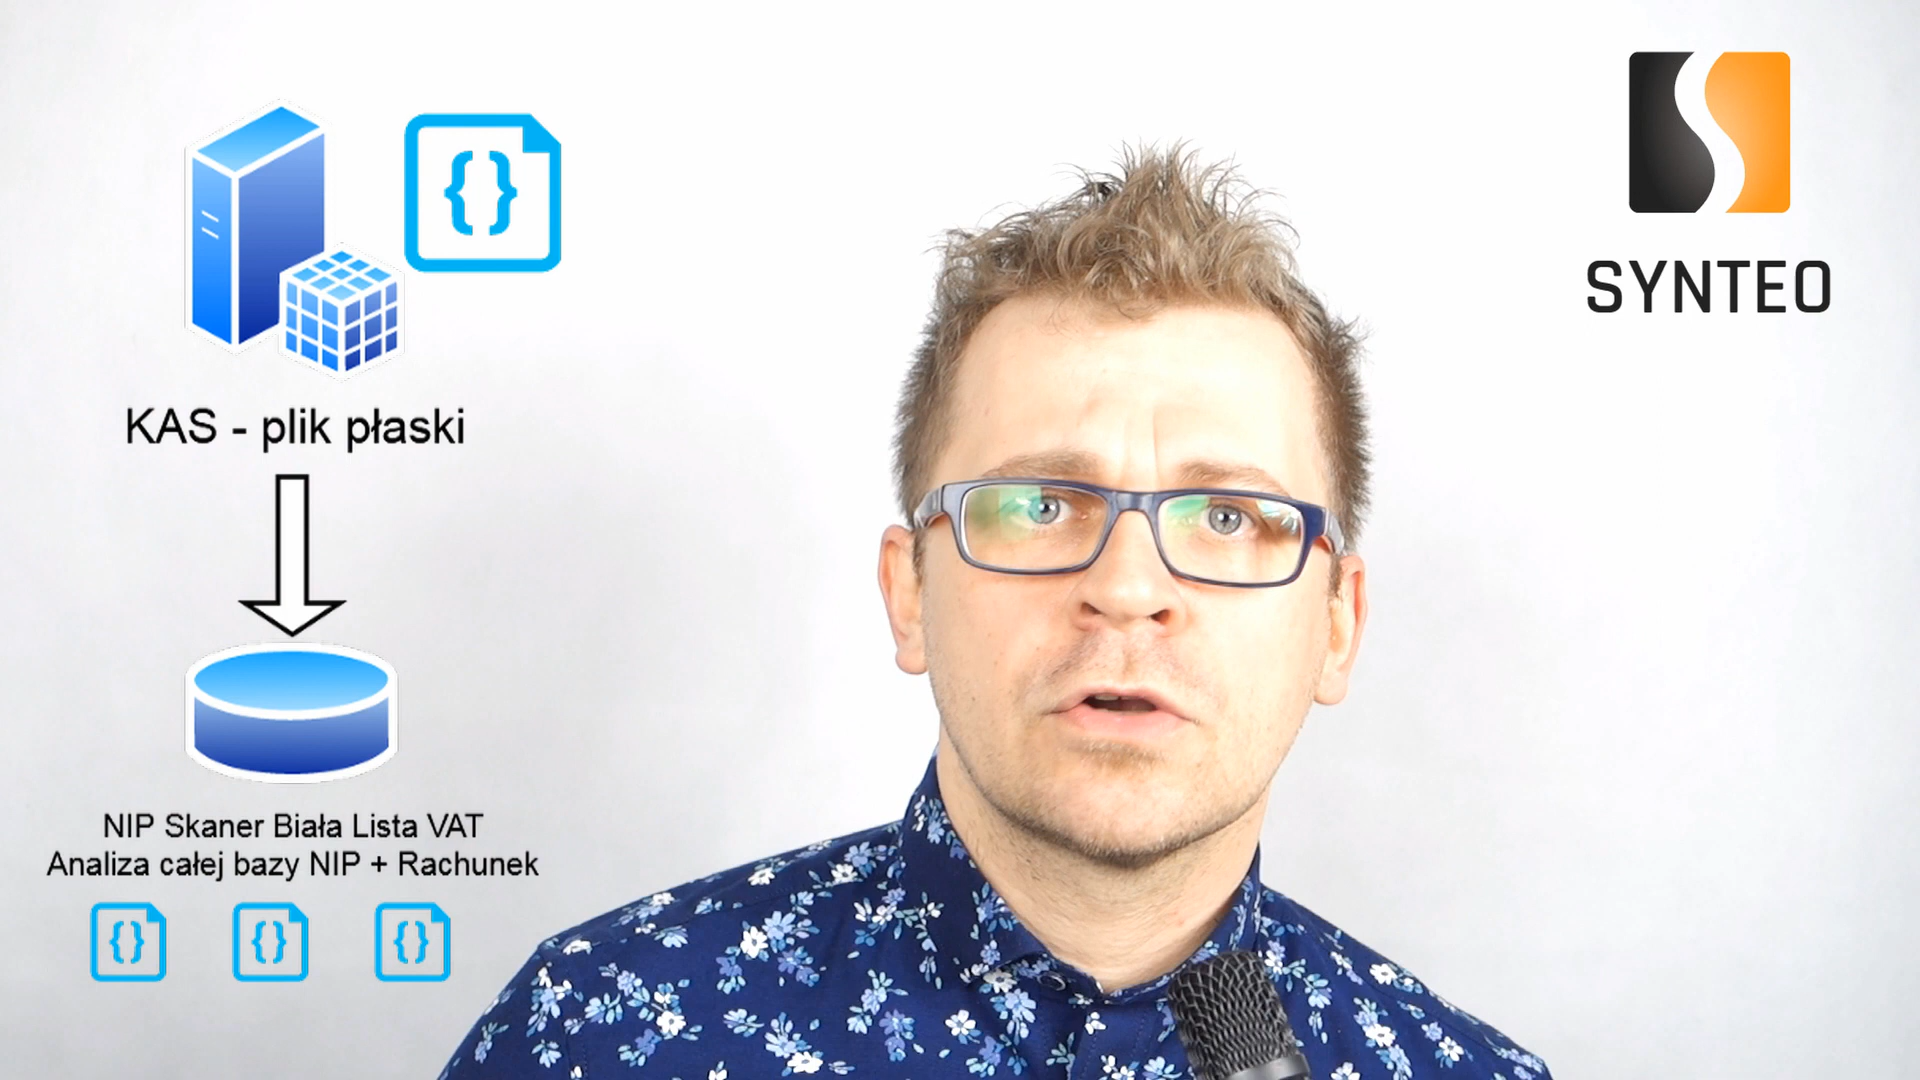 KAS - plik płaski
NIP Skaner Biała Lista VAT
Analiza całej bazy NIP + Rachunek
{} {} {}
{}
SYNTEO